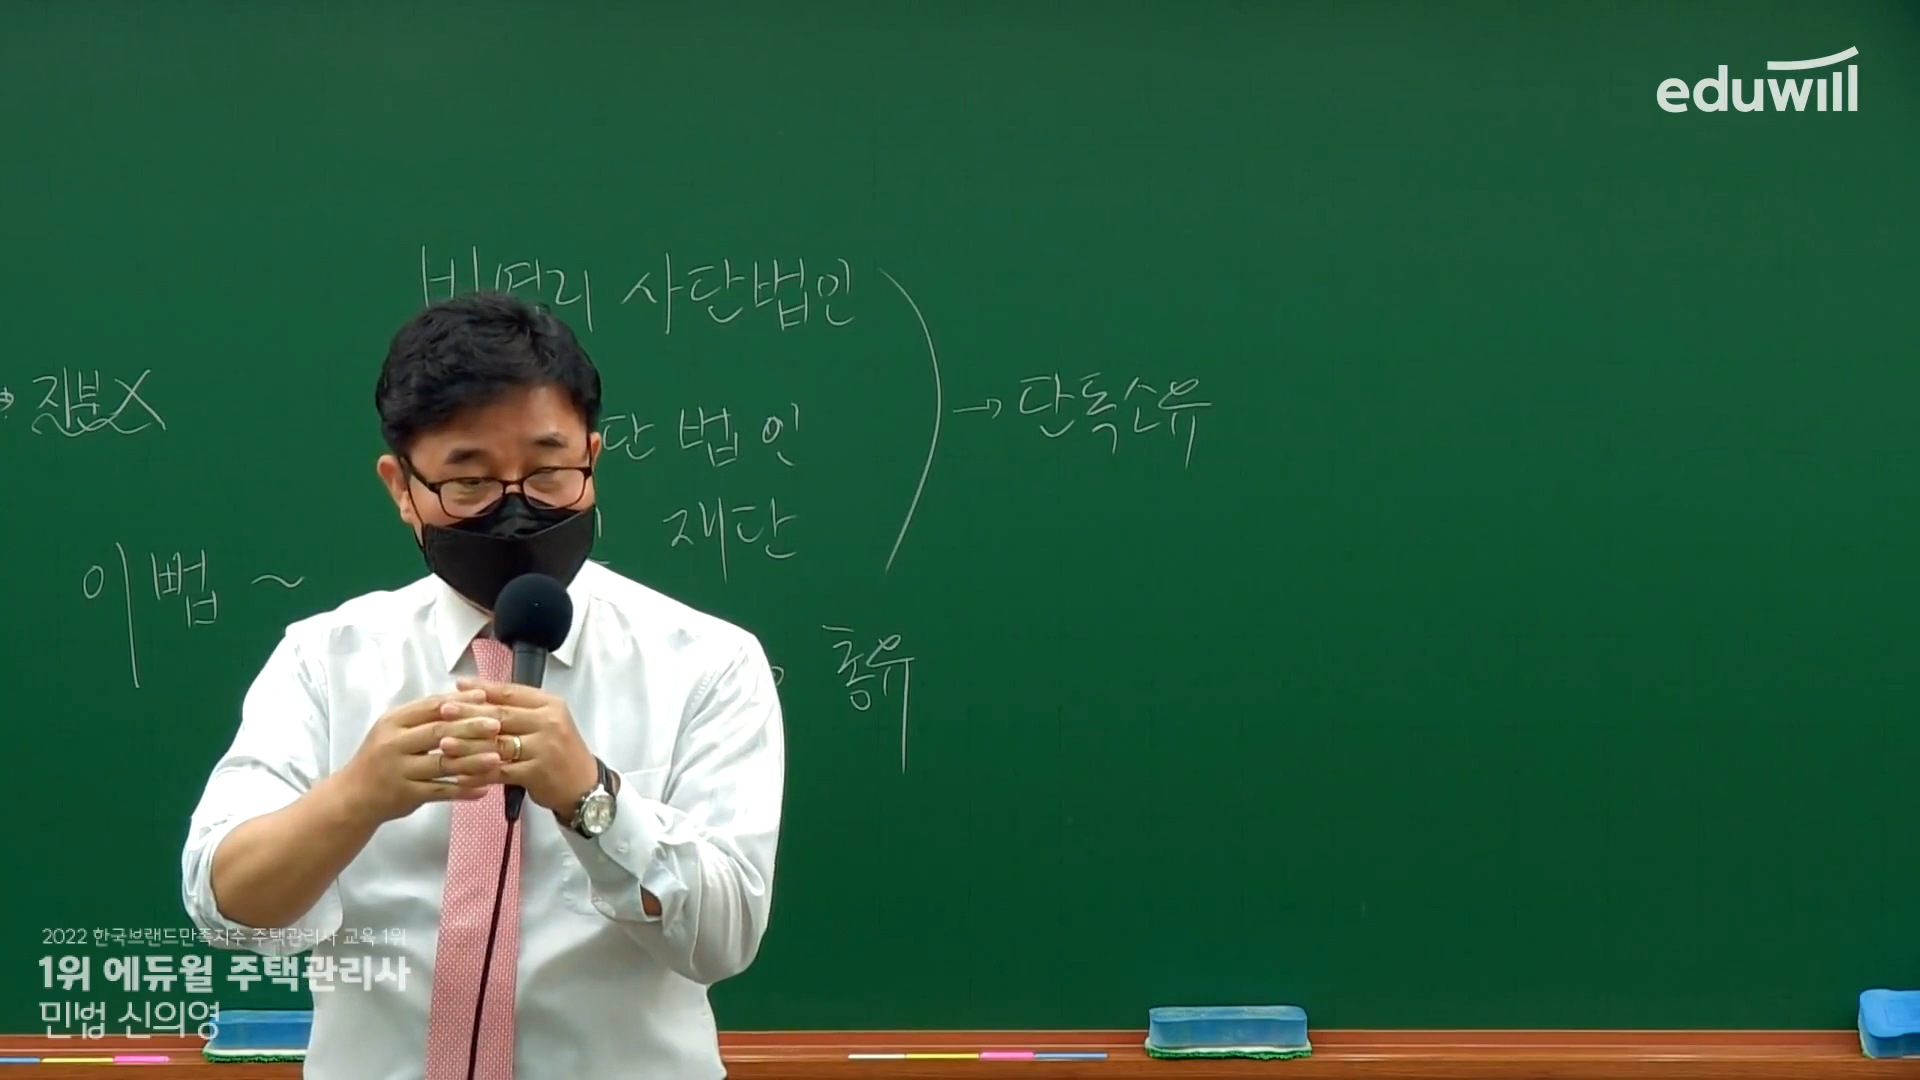 eduwill
비영리 사단법인
지분X
→ 단독소유
단법인
재단
이뻡 ~
총유
2022 한국브랜드만족지수 주택관리사 교육 1위
1위 에듀윌 주택관리사
민법 신의영